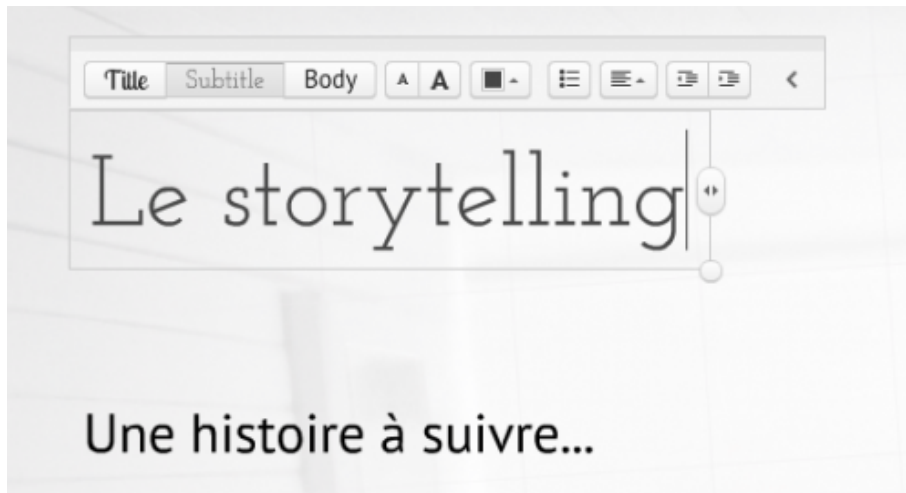 Title Subtitle Body A A
Le storytelling
Une histoire à suivre...